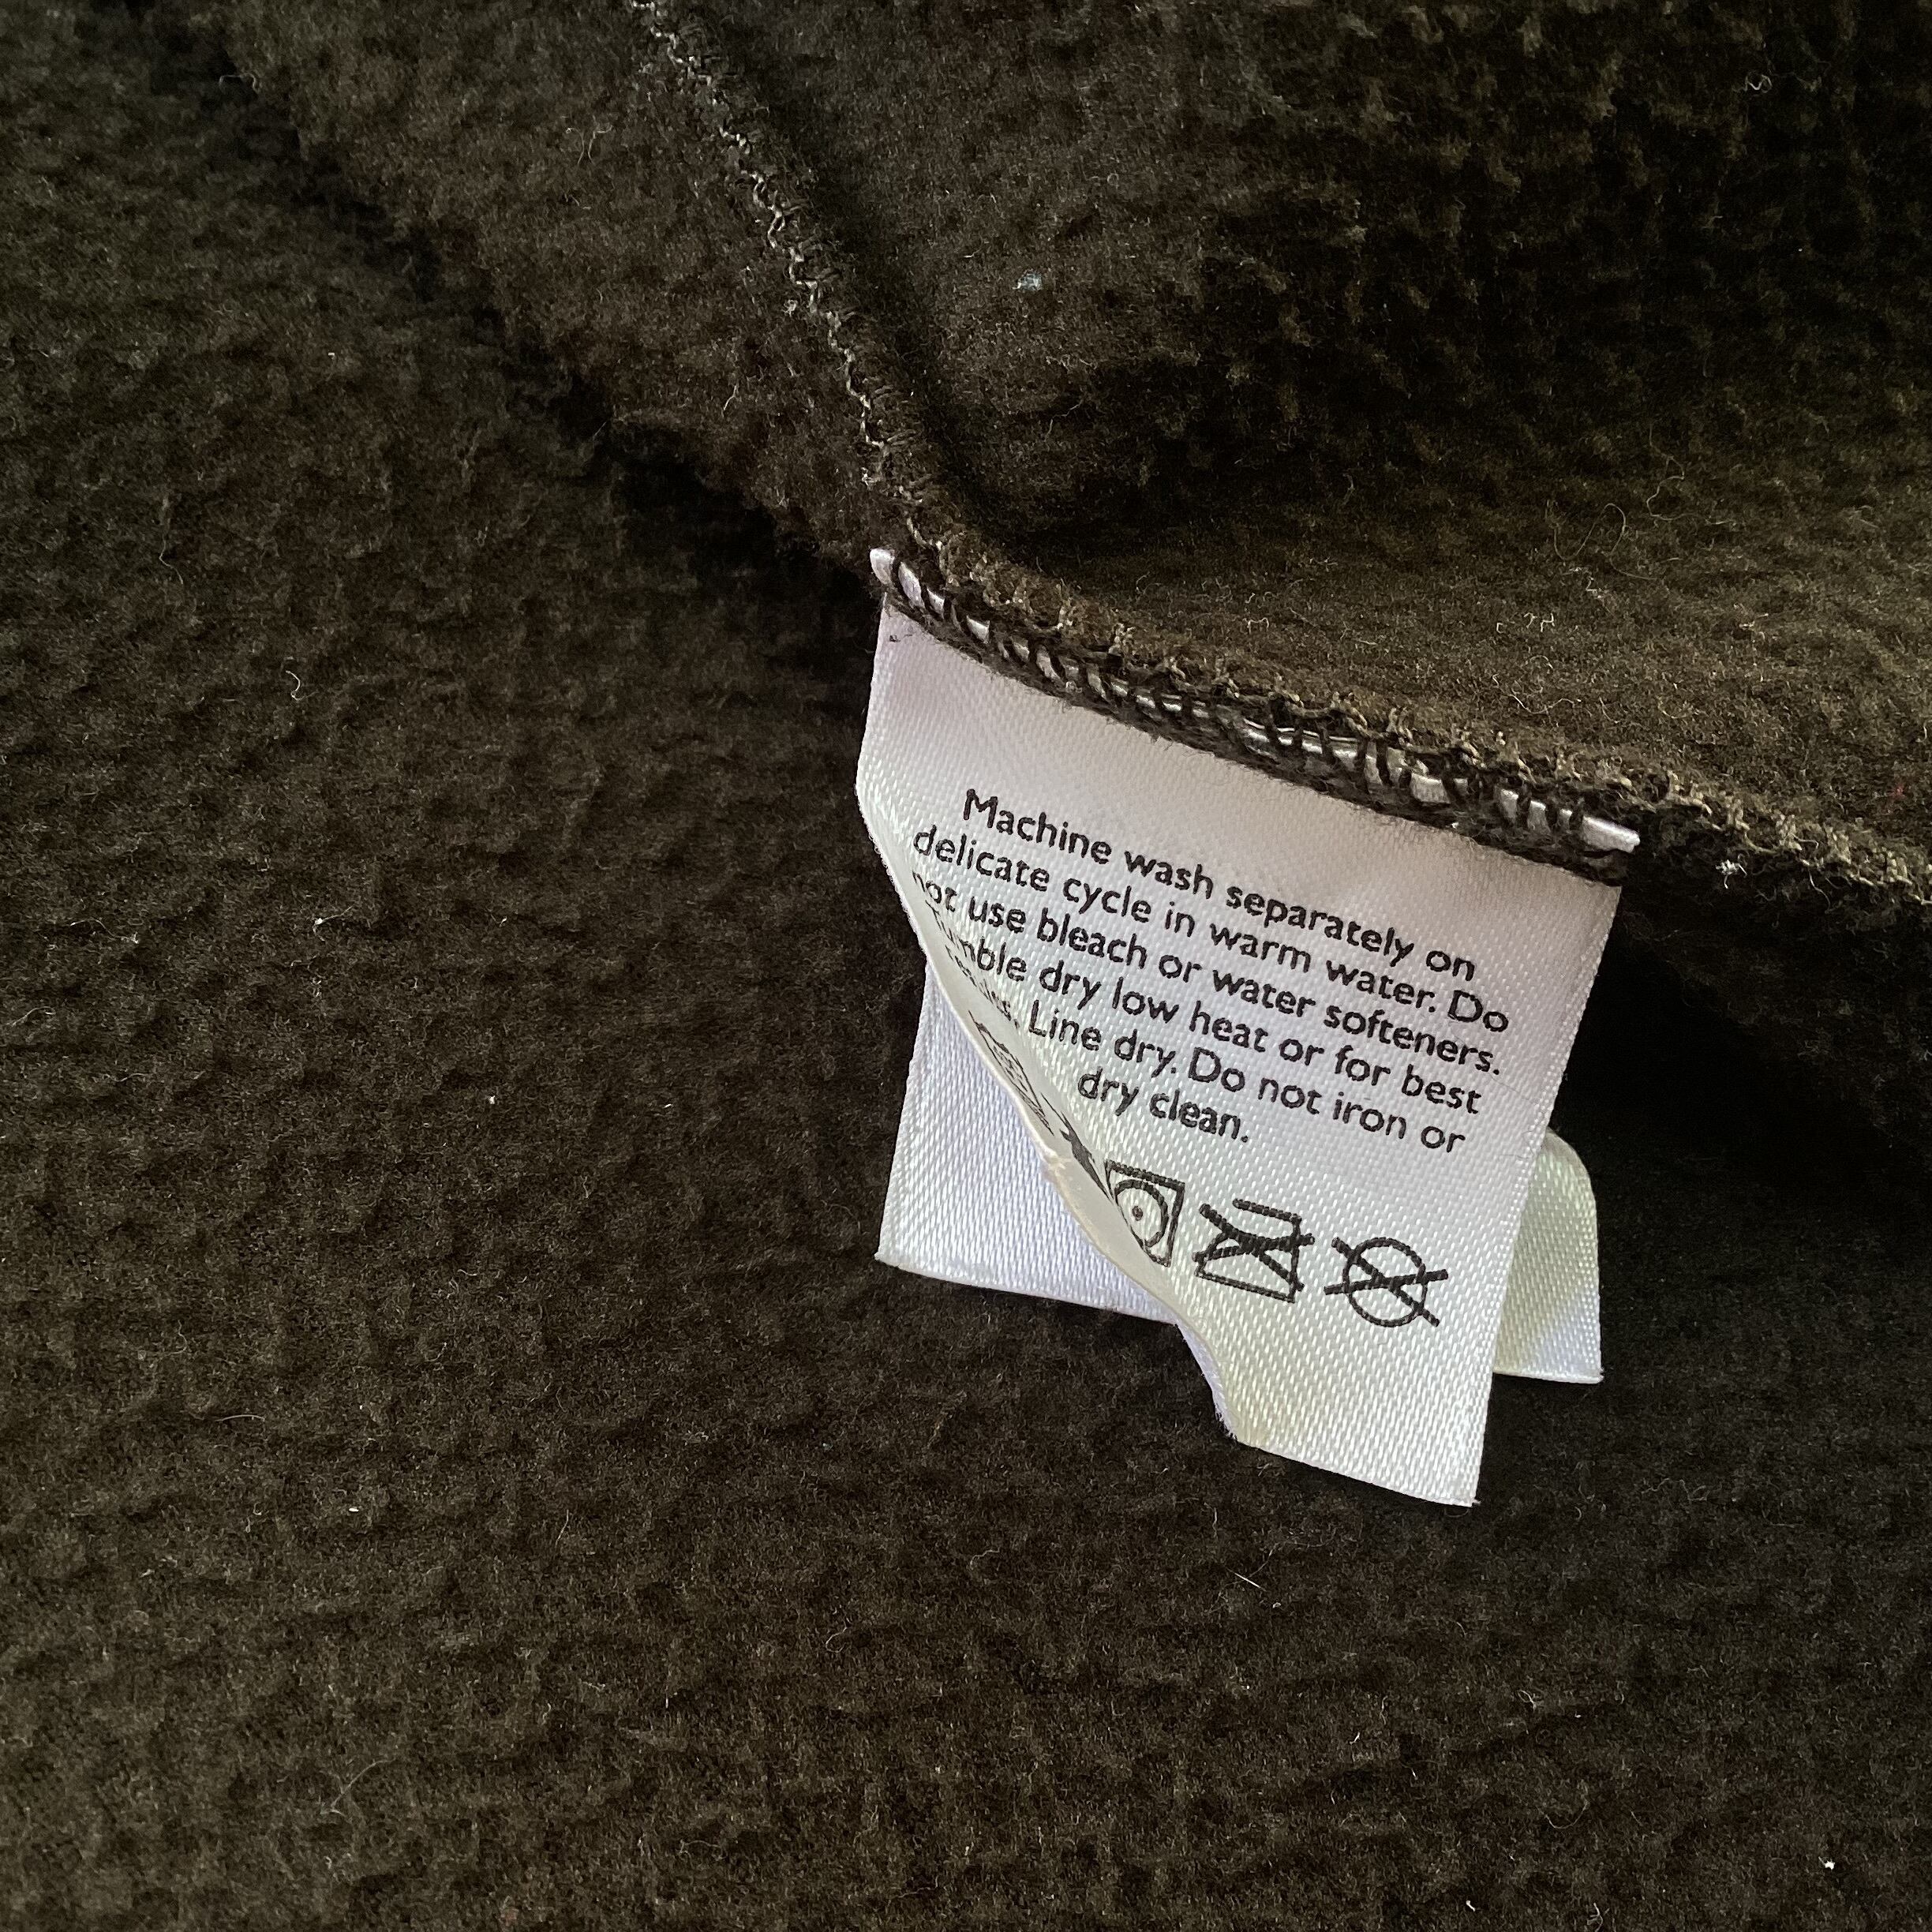 Machine wash separately on
delicate cycle in warm water. Do
not use bleach or water softeners.
dry low heat or for best
Line dry. Do not iron or
dry clean.